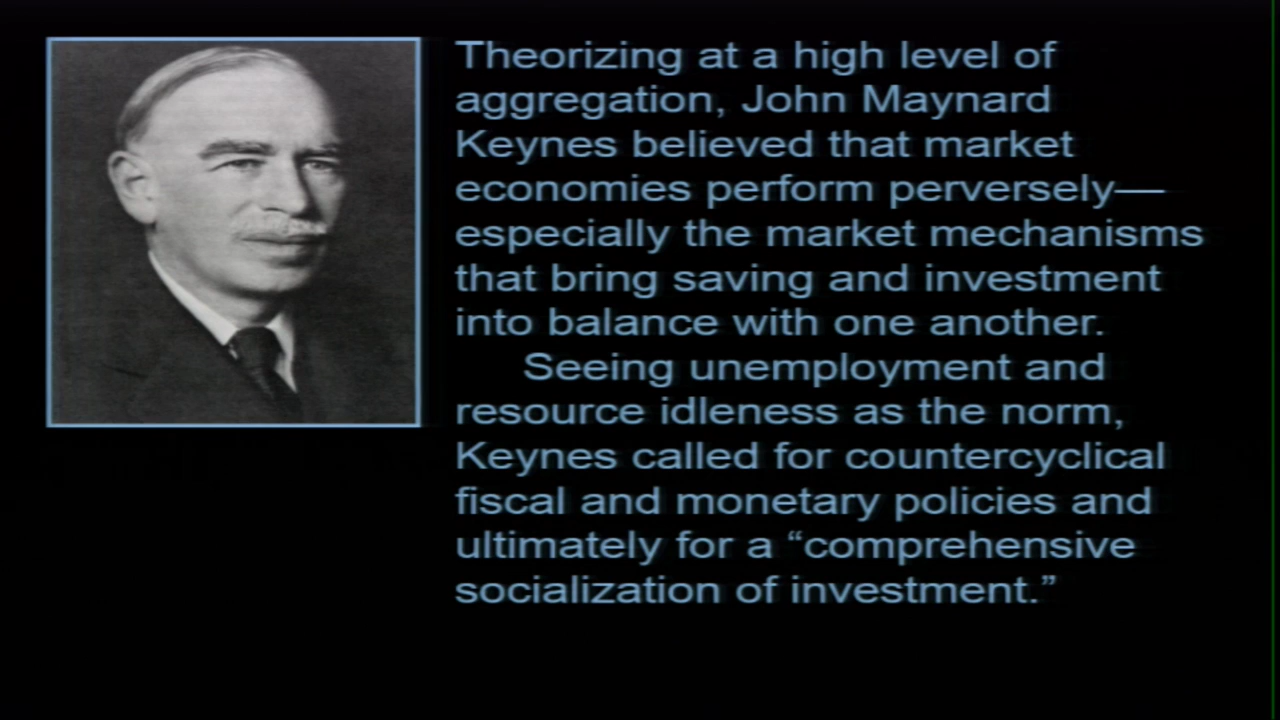 Theorizing at a high level of
aggregation, John Maynard
Keynes believed that market
economies perform perversely—
especially the market mechanisms
that bring saving and investment
into balance with one another.
Seeing unemployment and
resource idleness as the norm,
Keynes called for countercyclical
fiscal and monetary policies and
ultimately for a “comprehensive
socialization of investment.”